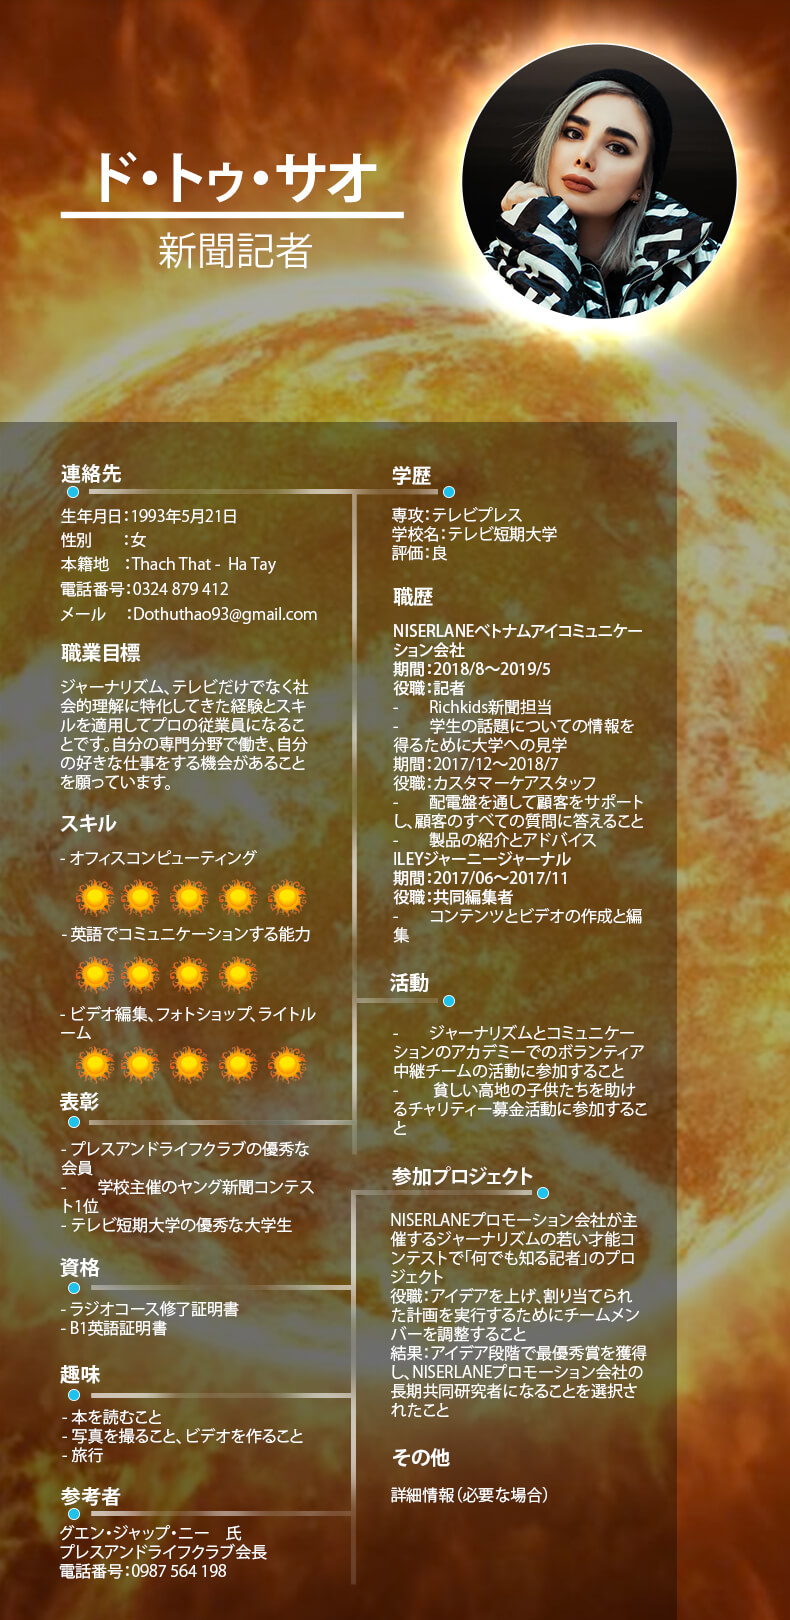 ド・トゥ・サオ
新聞記者
連絡先
生年月日：1993年5月21日
性別　　：女
本籍地　：Thach That - Ha Tay
電話番号：0324 879 412
メール　：Dothuthao93@gmail.com
職業目標
ジャーナリズム、テレビだけでなく社
会的理解に特化してきた経験とスキ
ルを適用してプロの従業員になるこ
とです。自分の専門分野で働き、自分
の好きな仕事をする機会があること
を願っています。
スキル
- オフィスコンピューティング
- 英語でコミュニケーションする能力
- ビデオ編集、フォトショップ、ライトル
ーム
表彰
- プレスアンドライフクラブの優秀な
会員
-　学校主催のヤング新聞コンテス
ト1位
- テレビ短期大学の優秀な大学生
資格
- ラジオコース修了証明書
- B1英語証明書
趣味
- 本を読むこと
- 写真を撮ること、ビデオを作ること
- 旅行
参考者
グエン・ジャップ・ニー　氏
プレスアンドライフクラブ会長
電話番号：0987 564 198
学歴
専攻：テレビプレス
学校名：テレビ短期大学
評価：良
職歴
NISERLANEベトナムアイコミュニケー
ション会社
期間：2018/8〜2019/5
役職：記者
-　Richkids新聞担当
-　学生の話題についての情報を
得るために大学への見学
期間：2017/12〜2018/7
役職：カスタマーケアスタッフ
-　配電盤を通して顧客をサポート
し、顧客のすべての質問に答えること
-　製品の紹介とアドバイス
ILEYジャーニージャーナル
期間：2017/06〜2017/11
役職：共同編集者
-　コンテンツとビデオの作成と編
集
活動
-　ジャーナリズムとコミュニケー
ションのアカデミーでのボランティア
中継チームの活動に参加すること
-　貧しい高地の子供たちを助け
るチャリティー募金活動に参加するこ
と
参加プロジェクト
NISERLANEプロモーション会社が主
催するジャーナリズムの若い才能コ
ンテストで「何でも知る記者」のプロ
ジェクト
役職：アイデアを上げ、割り当てられ
た計画を実行するためにチームメン
バーを調整すること
結果：アイデア段階で最優秀賞を獲得
し、NISERLANEプロモーション会社の
長期共同研究者になることを選択さ
れたこと
その他
詳細情報（必要な場合）